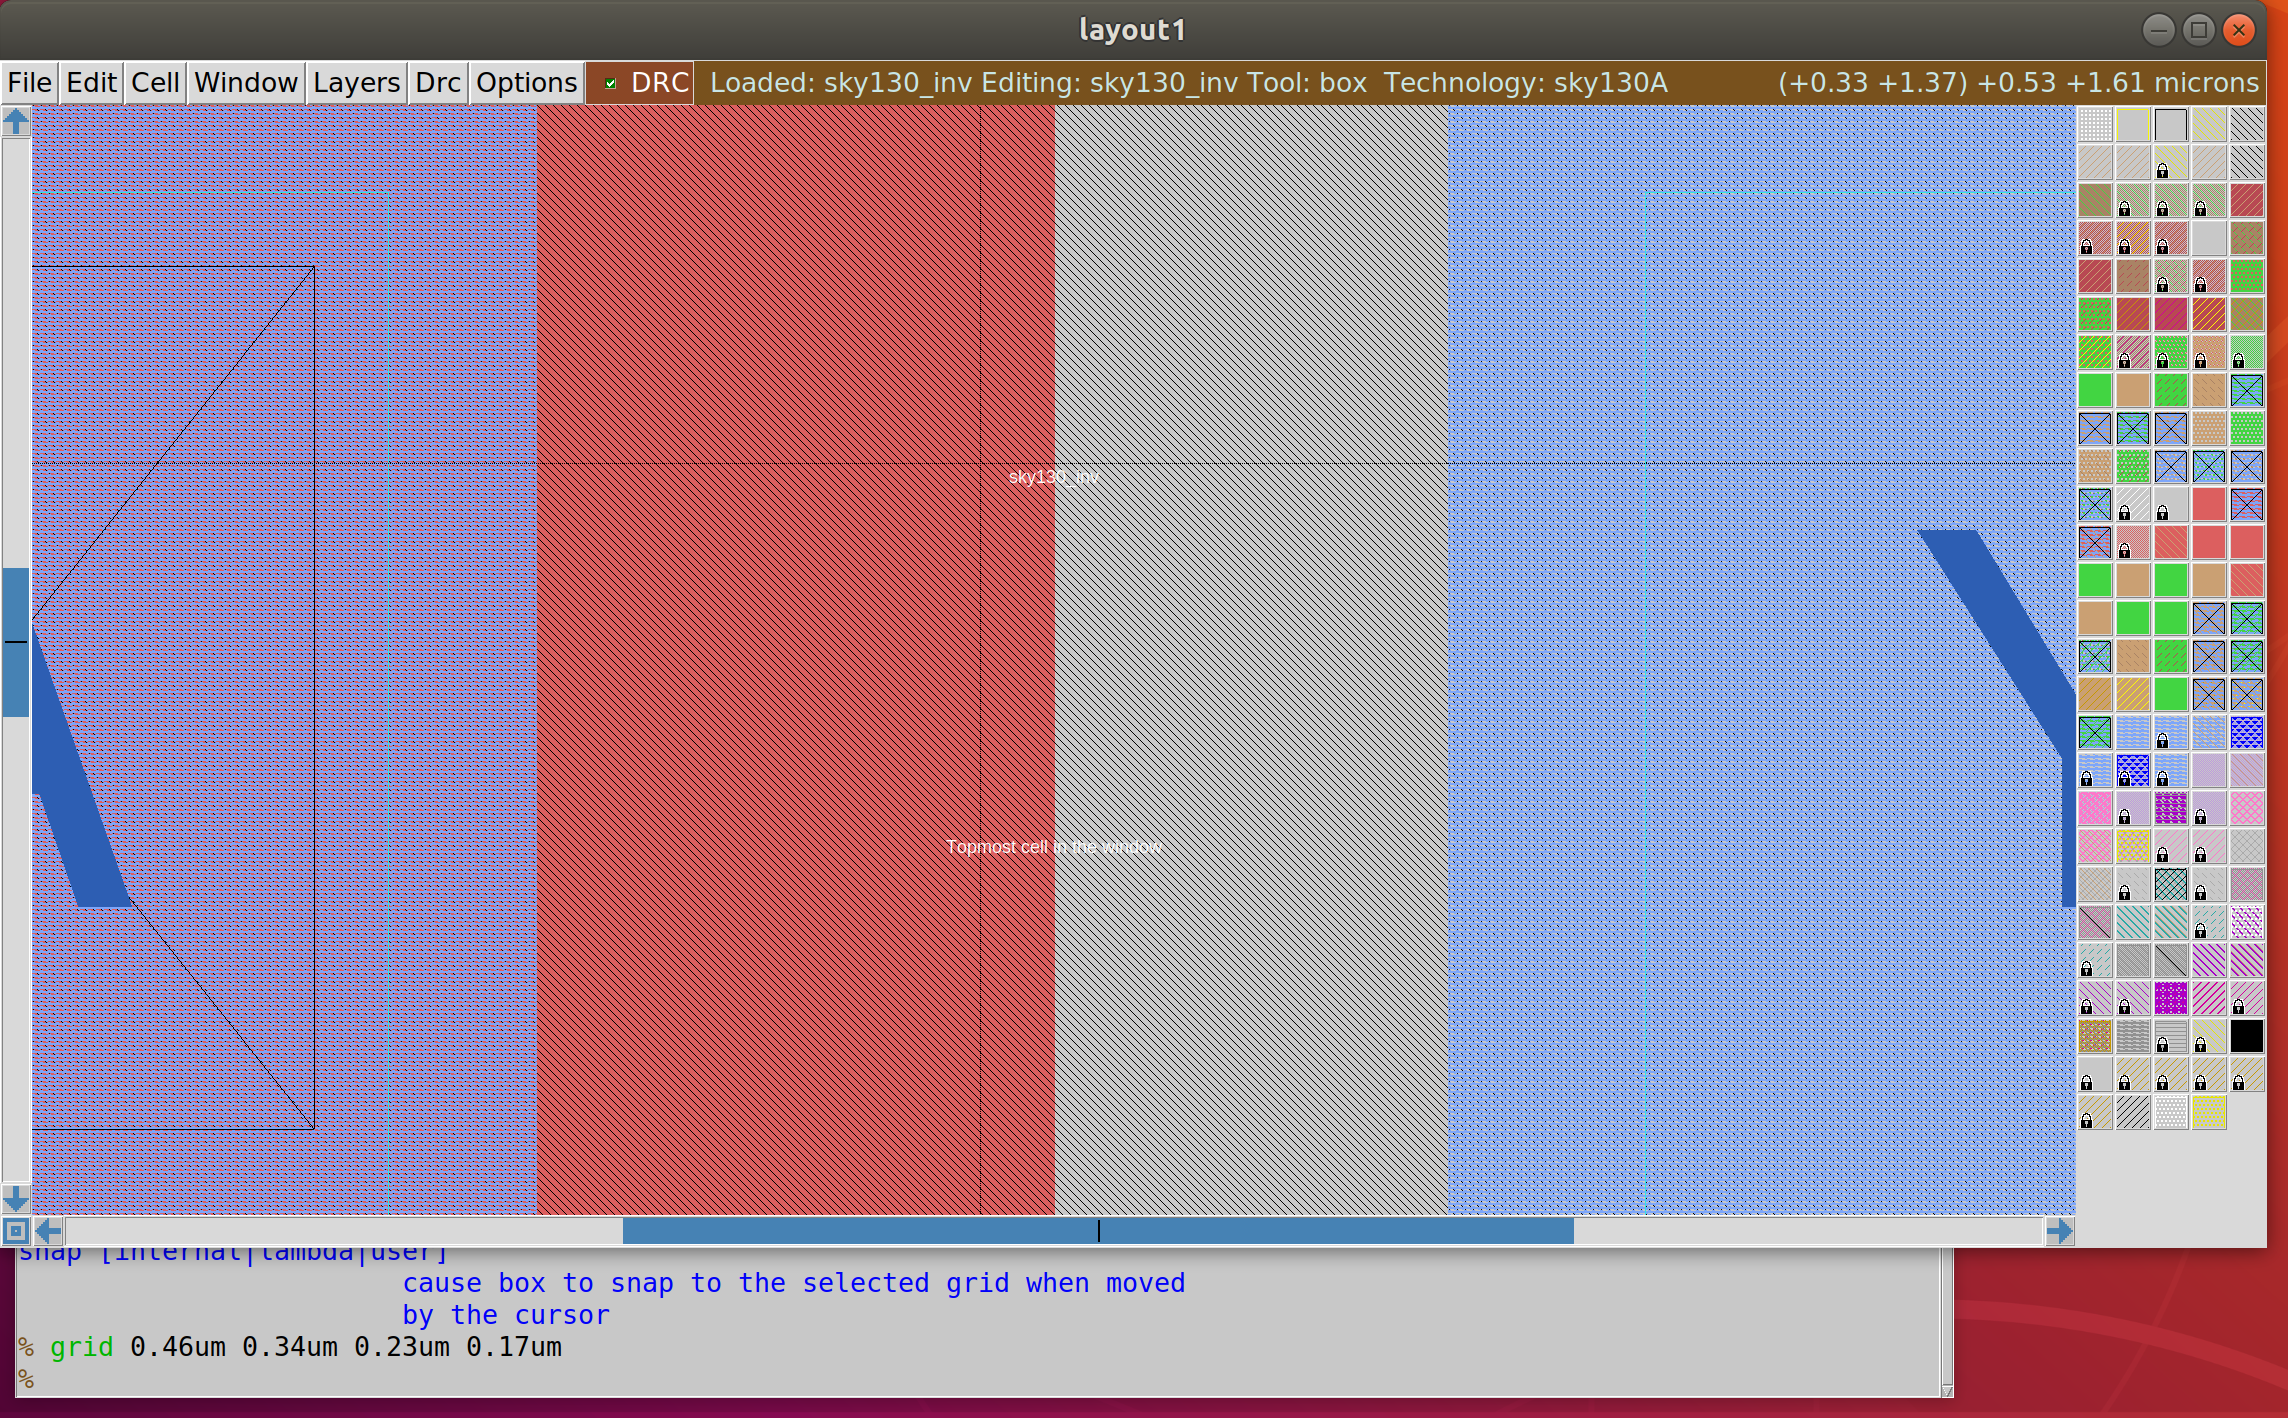 layout1
File Edit Cell Window Layers Drc Options DRC Loaded: sky130_inv Editing: sky130_inv Tool: box Technology: sky130A (+0.33 +1.37) +0.53 +1.61 microns
sky130_inv
Topmost cell in the window
snap [internal|lambda|user]
cause box to snap to the selected grid when moved
by the cursor
% grid 0.46um 0.34um 0.23um 0.17um
%